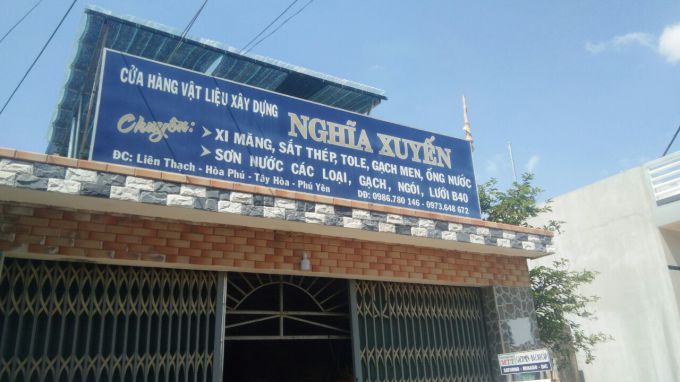 CỬA HÀNG VẬT LIỆU XÂY DỰNG
NGHĨA XUYẾN
Chuyên:
➢ XI MĂNG, SẮT THÉP, TOLE, GẠCH MEN, ỐNG NƯỚC
➢ SƠN NƯỚC CÁC LOẠI, GẠCH, NGÓI, LƯỚI B40
ĐC: Liên Thạch - Hòa Phú - Tây Hòa - Phú Yên
DĐ: 0986.780 146 - 0973.648 672